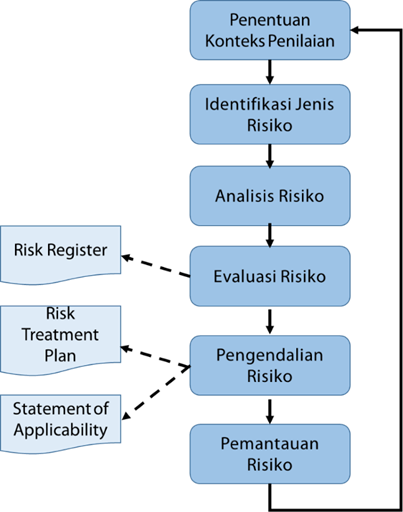 Penentuan
Konteks Penilaian
Identifikasi Jenis
Risiko
Analisis Risiko
Risk Register
Evaluasi Risiko
Risk
Treatment
Plan
Pengendalian
Risiko
Statement of
Applicability
Pemantauan
Risiko